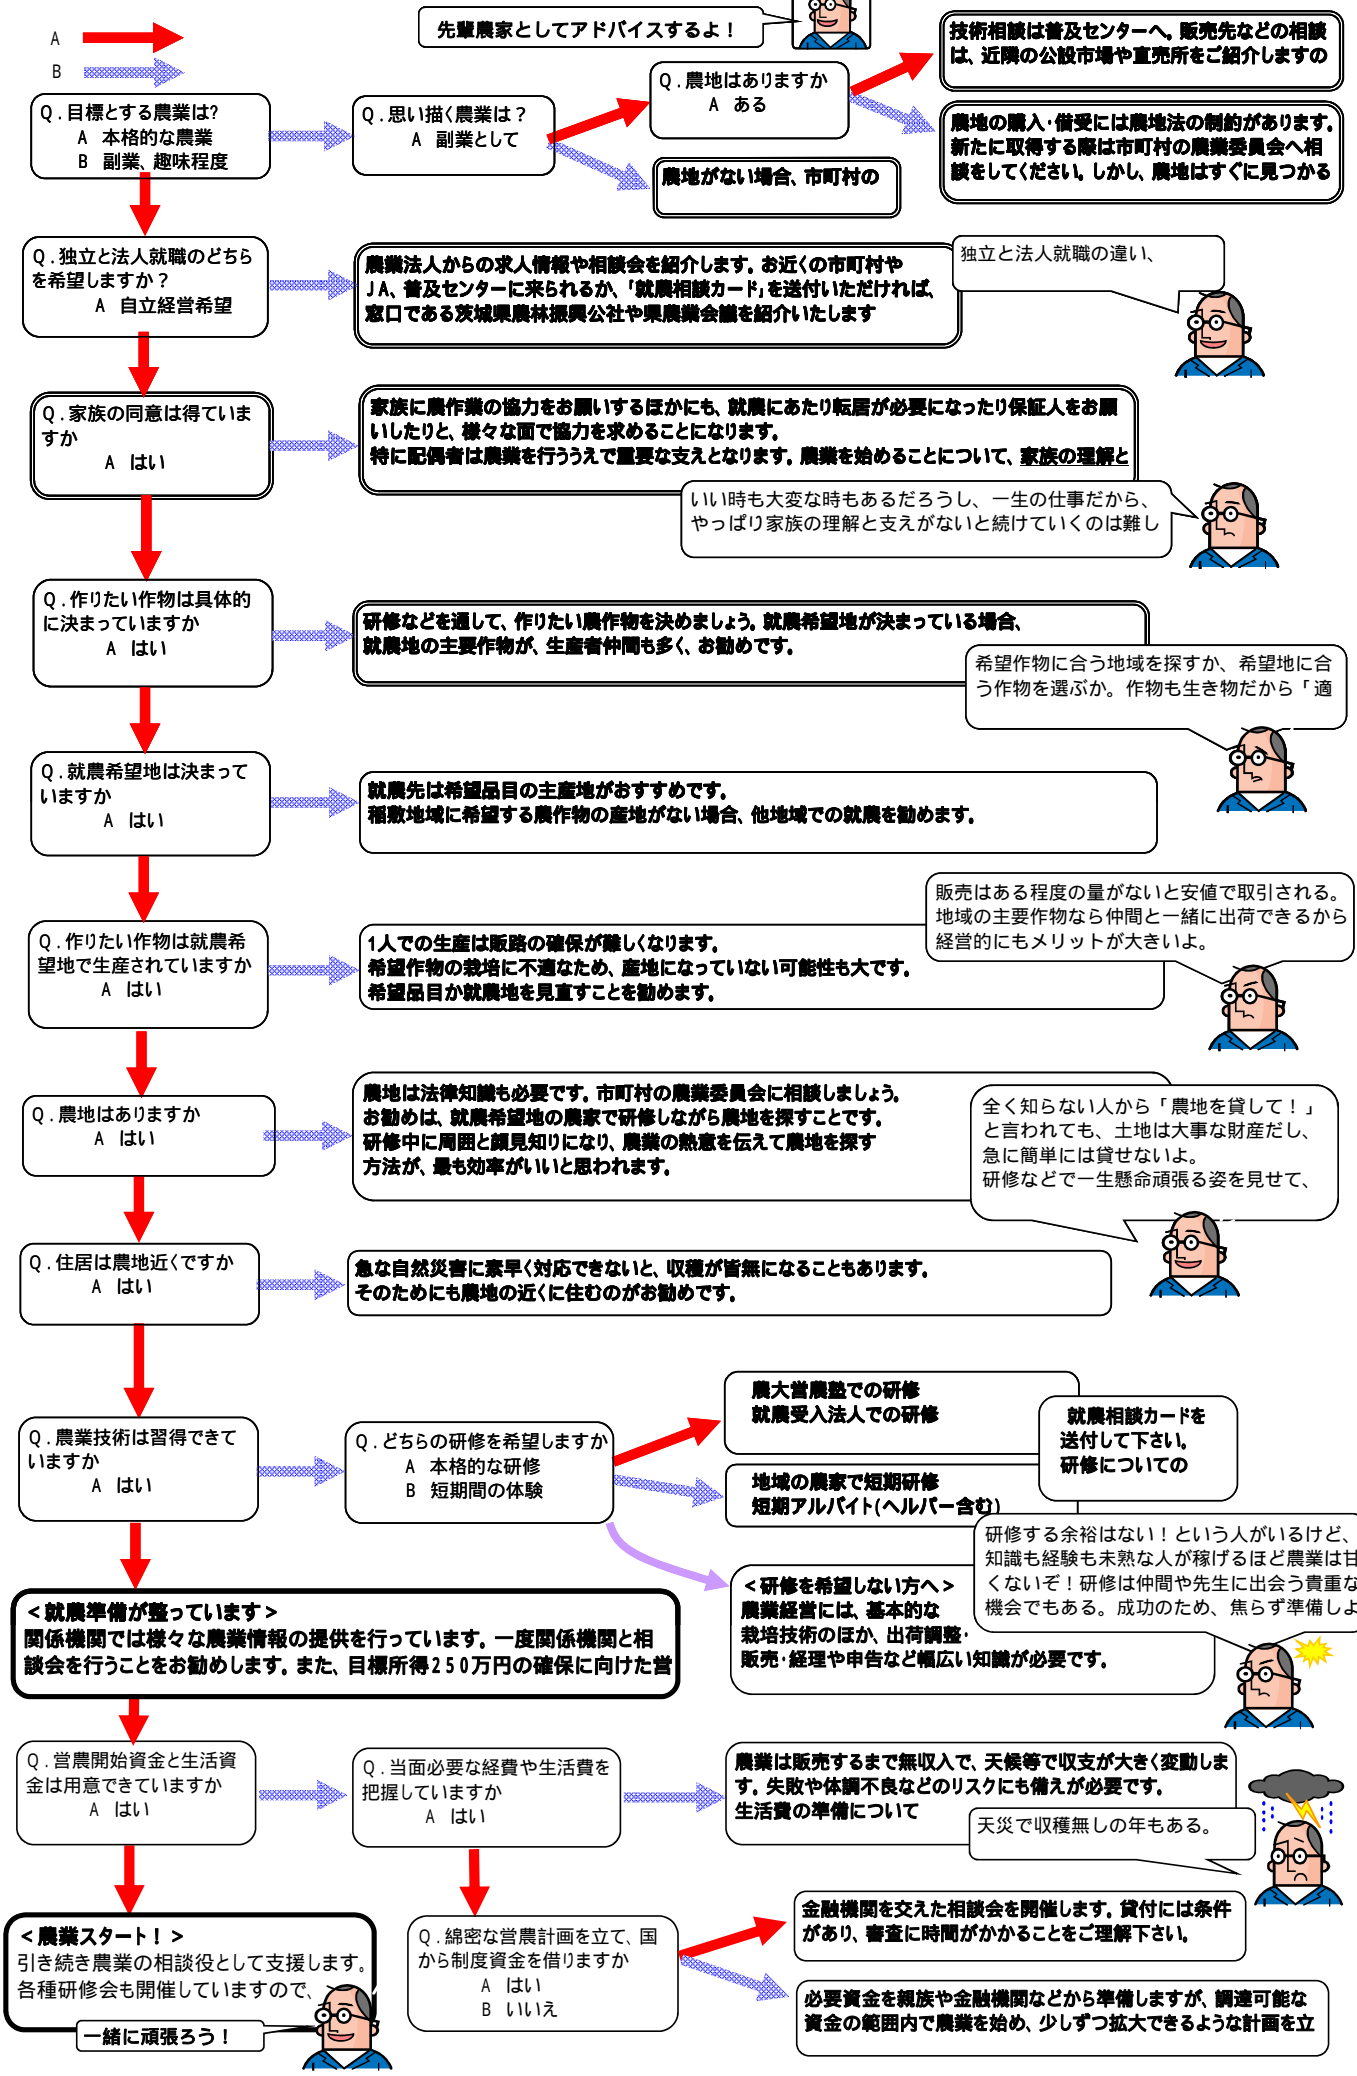 A
B
先輩農家としてアドバイスするよ！
Q．目標とする農業は?
A 本格的な農業
B 副業、趣味程度
Q．思い描く農業は？
A 副業として
Q．農地はありますか
A ある
技術相談は普及センターへ。販売先などの相談
は、近隣の公設市場や直売所をご紹介しますの
農地の購入・借受には農地法の制約があります。
新たに取得する際は市町村の農業委員会へ相
談をしてください。しかし、農地はすぐに見つかる
農地がない場合、市町村の
Q．独立と法人就職のどちら
を希望しますか？
A 自立経営希望
農業法人からの求人情報や相談会を紹介します。お近くの市町村や
JA、普及センターに来られるか、「就農相談カード」を送付いただければ、
窓口である茨城県農林振興公社や県農業会議を紹介いたします
独立と法人就職の違い、
Q．家族の同意は得ていま
すか
A はい
家族に農作業の協力をお願いするほかにも、就農にあたり転居が必要になったり保証人をお願
いしたりと、様々な面で協力を求めることになります。
特に配偶者は農業を行ううえで重要な支えとなります。農業を始めることについて、家族の理解と
いい時も大変な時もあるだろうし、一生の仕事だから、
やっぱり家族の理解と支えがないと続けていくのは難し
Q．作りたい作物は具体的
に決まっていますか
A はい
研修などを通して、作りたい農作物を決めましょう。就農希望地が決まっている場合、
就農地の主要作物が、生産者仲間も多く、お勧めです。
希望作物に合う地域を探すか、希望地に合
う作物を選ぶか。作物も生き物だから「適
Q．就農希望地は決まって
いますか
A はい
就農先は希望品目の主産地がおすすめです。
稲敷地域に希望する農作物の産地がない場合、他地域での就農を勧めます。
販売はある程度の量がないと安値で取引される。
地域の主要作物なら仲間と一緒に出荷できるから
経営的にもメリットが大きいよ。
Q．作りたい作物は就農希
望地で生産されていますか
A はい
1人での生産は販路の確保が難しくなります。
希望作物の栽培に不適なため、産地になっていない可能性も大です。
希望品目か就農地を見直すことを勧めます。
Q．農地はありますか
A はい
農地は法律知識も必要です。市町村の農業委員会に相談しましょう。
お勧めは、就農希望地の農家で研修しながら農地を探すことです。
研修中に周囲と顔見知りになり、農業の熱意を伝えて農地を探す
方法が、最も効率がいいと思われます。
全く知らない人から「農地を貸して！」
と言われても、土地は大事な財産だし、
急に簡単には貸せないよ。
研修などで一生懸命頑張る姿を見せて、
Q．住居は農地近くですか
A はい
急な自然災害に素早く対応できないと、収穫が皆無になることもあります。
そのためにも農地の近くに住むのがお勧めです。
Q．農業技術は習得できて
いますか
A はい
Q．どちらの研修を希望しますか
A 本格的な研修
B 短期間の体験
農大営農塾での研修
就農受入法人での研修
就農相談カードを
送付して下さい。
研修についての
地域の農家で短期研修
短期アルバイト(ヘルパー含む)
研修する余裕はない！という人がいるけど、
知識も経験も未熟な人が稼げるほど農業は甘
くないぞ！研修は仲間や先生に出会う貴重な
機会でもある。成功のため、焦らず準備しよ
＜研修を希望しない方へ＞
農業経営には、基本的な
栽培技術のほか、出荷調整・
販売・経理や申告など幅広い知識が必要です。
＜就農準備が整っています＞
関係機関では様々な農業情報の提供を行っています。一度関係機関と相
談会を行うことをお勧めします。また、目標所得２５０万円の確保に向けた営
Q．営農開始資金と生活資
金は用意できていますか
A はい
Q．当面必要な経費や生活費を
把握していますか
A はい
農業は販売するまで無収入で、天候等で収支が大きく変動しま
す。失敗や体調不良などのリスクにも備えが必要です。
生活費の準備について
天災で収穫無しの年もある。
＜農業スタート！＞
引き続き農業の相談役として支援します。
各種研修会も開催していますので、
一緒に頑張ろう！
Q．綿密な営農計画を立て、国
から制度資金を借りますか
A はい
B いいえ
金融機関を交えた相談会を開催します。貸付には条件
があり、審査に時間がかかることをご理解下さい。
必要資金を親族や金融機関などから準備しますが、調達可能な
資金の範囲内で農業を始め、少しずつ拡大できるような計画を立